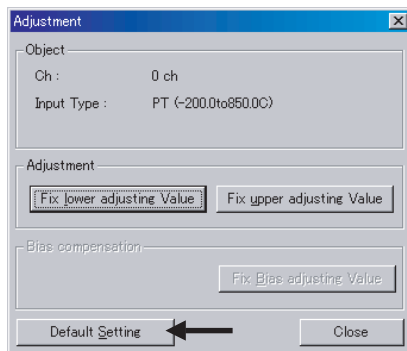 Adjustment
Object
Ch : 0 ch
Input Type : PT (-200.0to850.0C)
Adjustment
Fix lower adjusting Value Fix upper adjusting Value
Bias compensation
Fix Bias adjusting Value
Default Setting Close